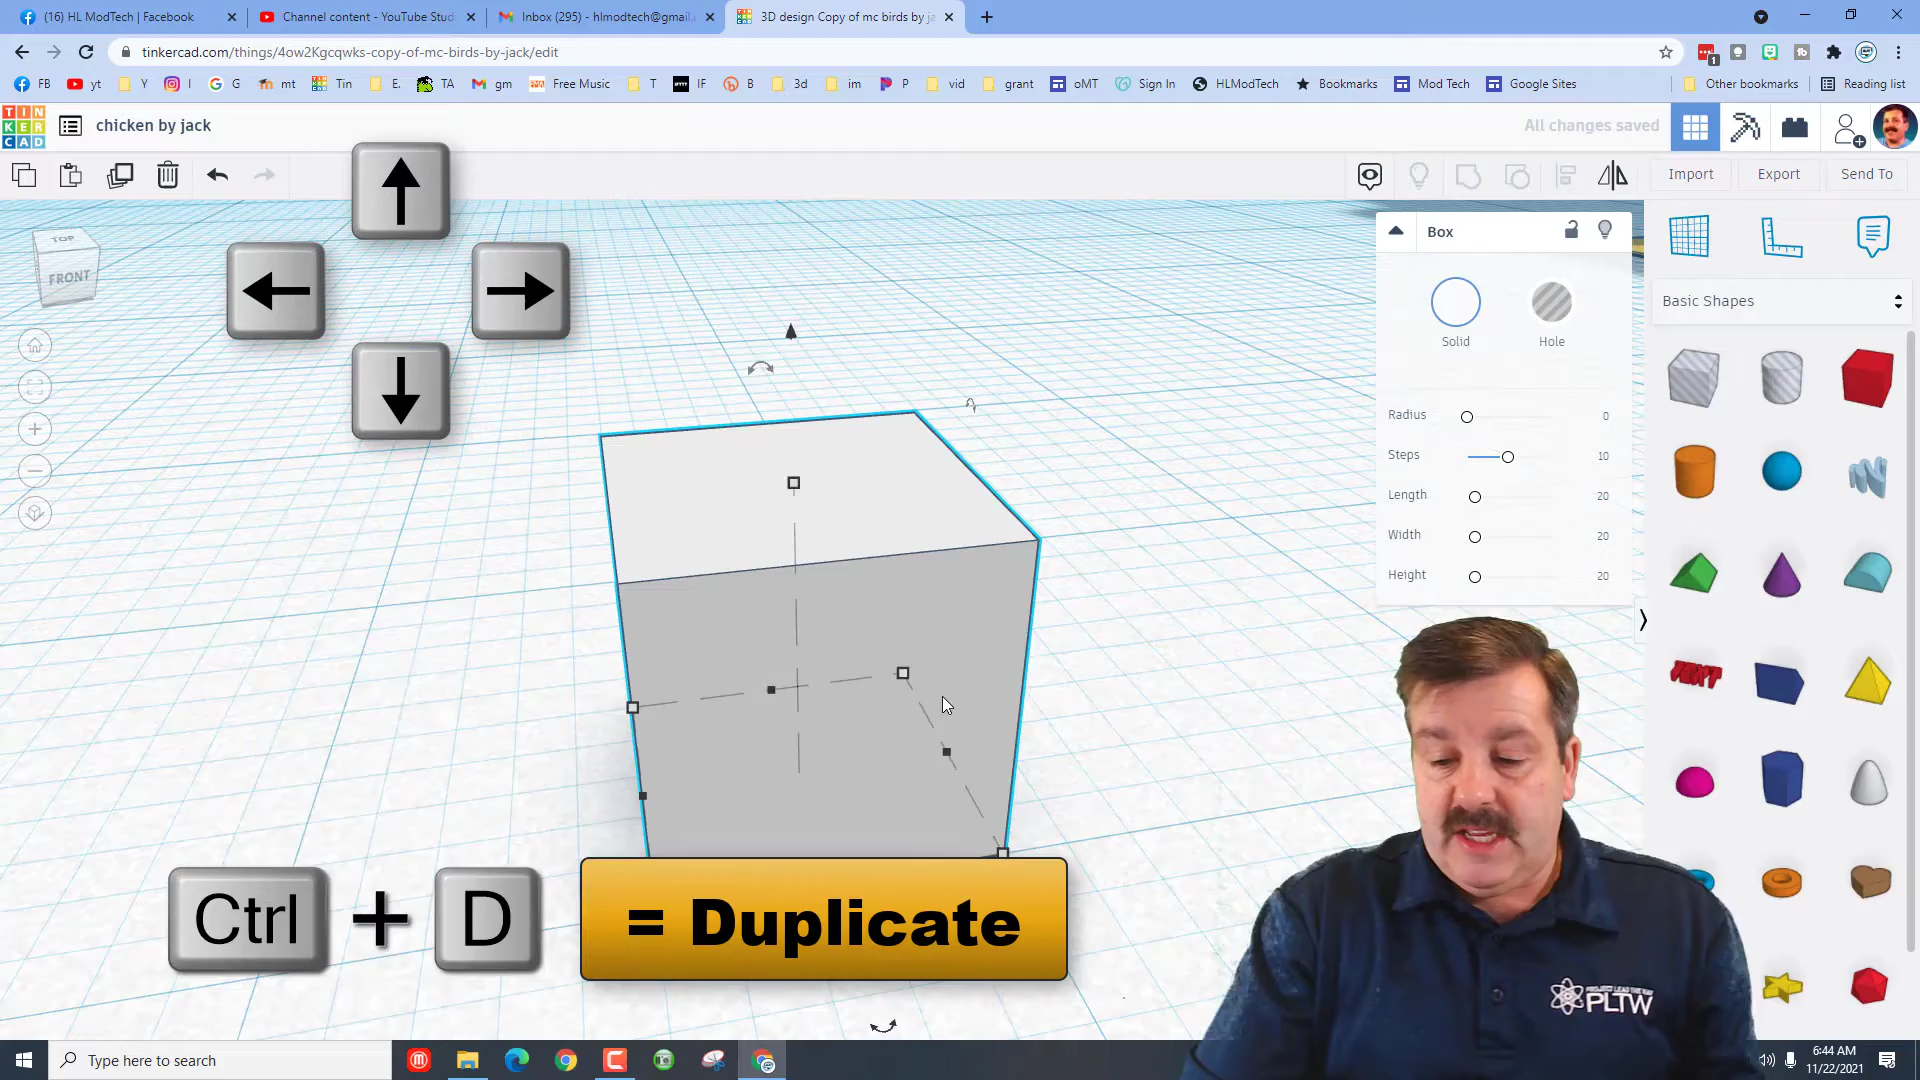 (16) HL ModTech | Facebook
Channel content - YouTube Stud
Inbox (295) - hlmodtech@gmail.
3D design Copy of mc birds by ja
tinkercad.com/things/4ow2Kgcqwks-copy-of-mc-birds-by-jack/edit
FB
yt
Y
I
G
mt
Tin
E.
TA
gm
Free Music
T
IF
B
3d
im
P
vid
grant
oMT
Sign In
HLModTech
Bookmarks
Mod Tech
Google Sites
Other bookmarks
Reading list
TIN
KER
CAD
chicken by jack
All changes saved
Import
Export
Send To
TOP
FRONT
Box
Solid
Hole
Radius 0
Steps 10
Length 20
Width 20
Height 20
Basic Shapes
TEXT
Ctrl + D = Duplicate
PROJECT LEAD THE WAY
PLTW
Type here to search
6:44 AM
11/22/2021